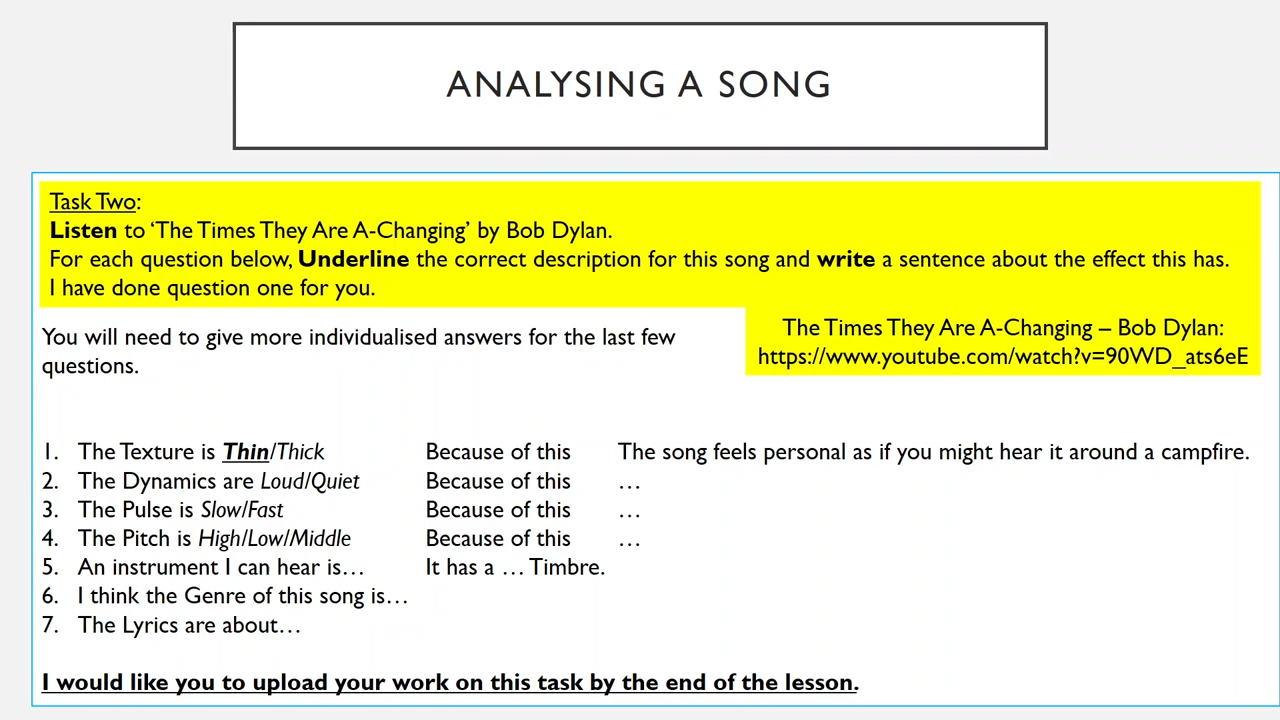 ANALYSING A SONG
Task Two:
Listen to ‘The Times They Are A-Changing’ by Bob Dylan.
For each question below, Underline the correct description for this song and write a sentence about the effect this has.
I have done question one for you.
The Times They Are A-Changing – Bob Dylan:
https://www.youtube.com/watch?v=90WD_ats6eE
You will need to give more individualised answers for the last few
questions.
1. The Texture is Thin/Thick Because of this The song feels personal as if you might hear it around a campfire.
2. The Dynamics are Loud/Quiet Because of this …
3. The Pulse is Slow/Fast Because of this …
4. The Pitch is High/Low/Middle Because of this …
5. An instrument I can hear is… It has a … Timbre.
6. I think the Genre of this song is…
7. The Lyrics are about…
I would like you to upload your work on this task by the end of the lesson.